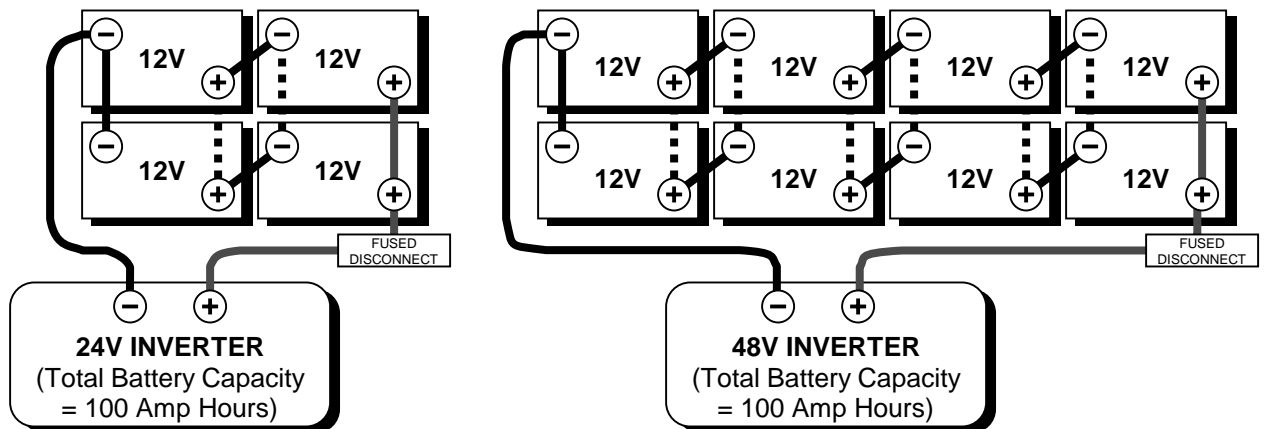 12V 12V 12V 12V 12V 12V
12V 12V 12V 12V 12V 12V
FUSED
DISCONNECT
FUSED
DISCONNECT
− +
− +
24V INVERTER
(Total Battery Capacity
= 100 Amp Hours)
48V INVERTER
(Total Battery Capacity
= 100 Amp Hours)